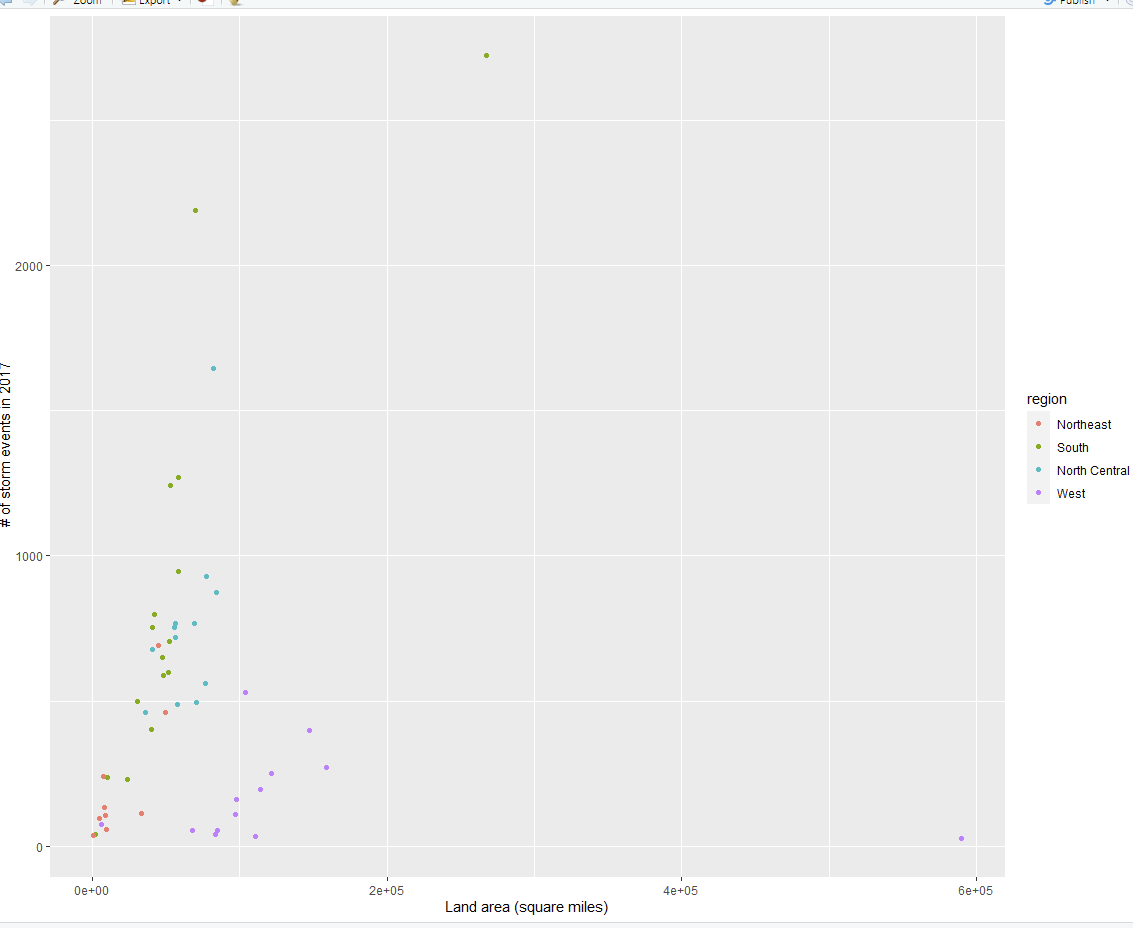 Zoom Export Publish
# of storm events in 2017
2000
1000
0
0e+00 2e+05 4e+05 6e+05
Land area (square miles)
region
Northeast
South
North Central
West